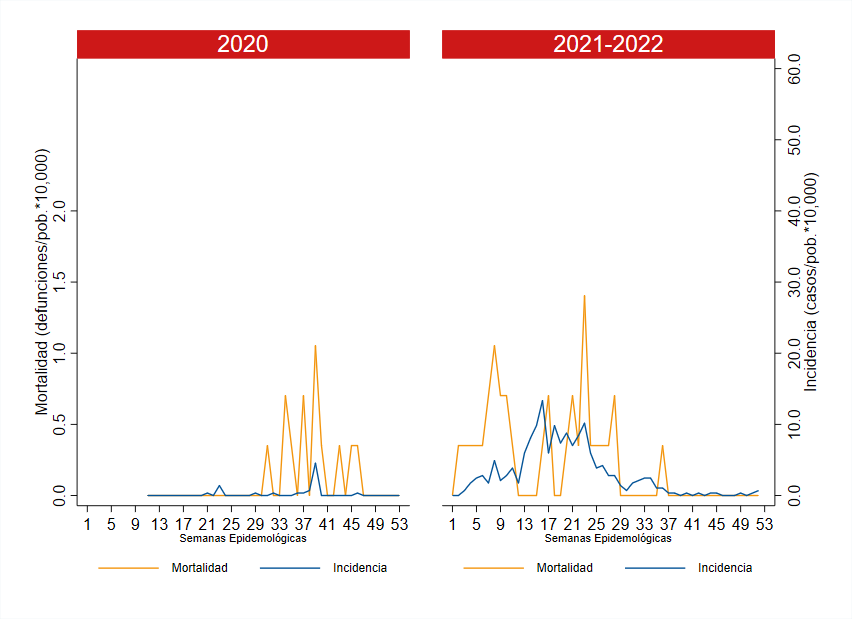 2020
2021-2022
Mortalidad (defunciones/pob.*10,000)
2.0
1.5
1.0
0.5
0.0
60.0
50.0
40.0
30.0
20.0
10.0
0.0
Incidencia (casos/pob.*10,000)
1 5 9 13 17 21 25 29 33 37 41 45 49 53
Semanas Epidemológicas
1 5 9 13 17 21 25 29 33 37 41 45 49 53
Semanas Epidemológicas
Mortalidad Incidencia
Mortalidad Incidencia